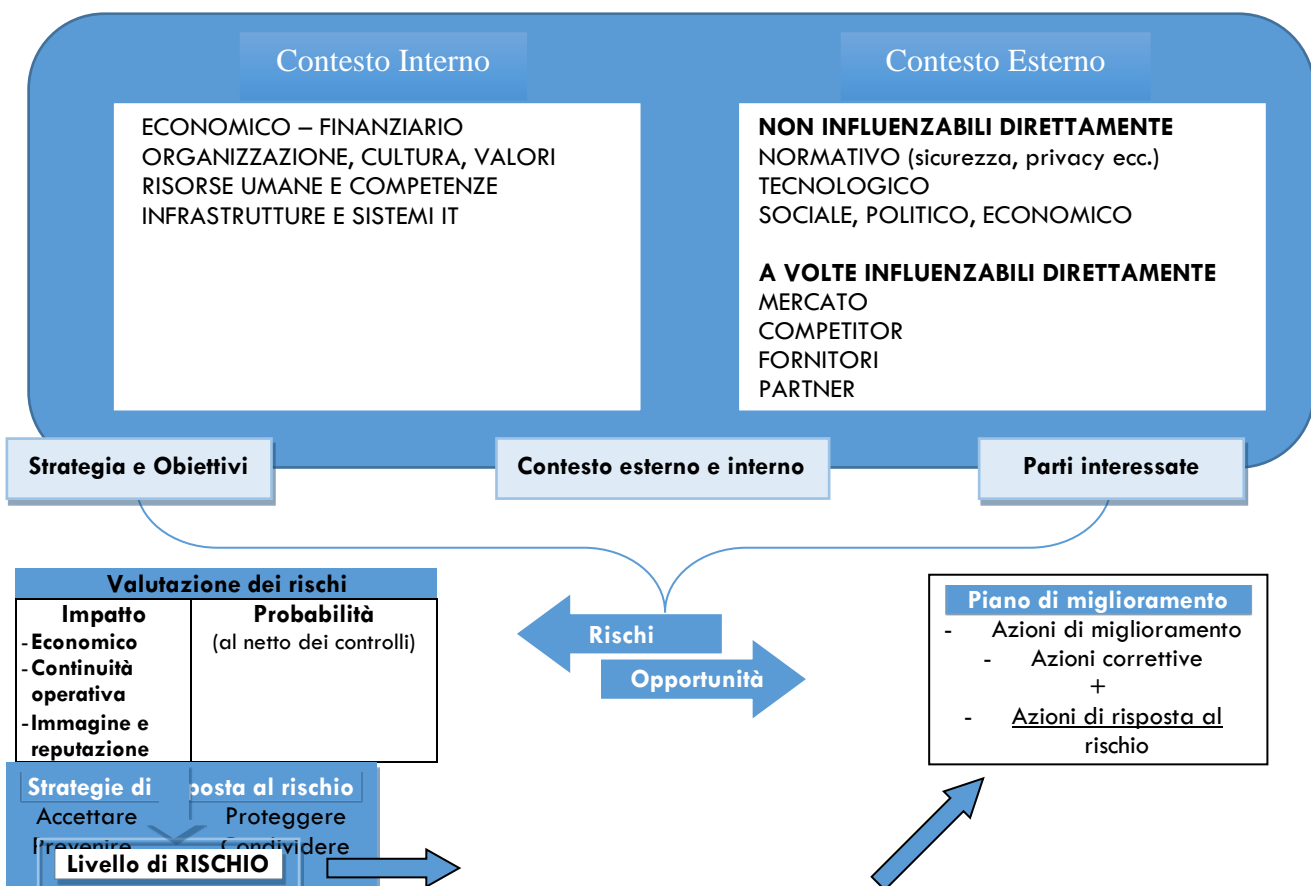 Contesto Interno
ECONOMICO – FINANZIARIO
ORGANIZZAZIONE, CULTURA, VALORI
RISORSE UMANE E COMPETENZE
INFRASTRUTTURE E SISTEMI IT
Contesto Esterno
NON INFLUENZABILI DIRETTAMENTE
NORMATIVO (sicurezza, privacy ecc.)
TECNOLOGICO
SOCIALE, POLITICO, ECONOMICO
A VOLTE INFLUENZABILI DIRETTAMENTE
MERCATO
COMPETITOR
FORNITORI
PARTNER
Strategia e Obiettivi
Contesto esterno e interno
Parti interessate
Valutazione dei rischi
Impatto
- Economico
- Continuità
operativa
- Immagine e
reputazione
Probabilità
(al netto dei controlli)
Rischi
Opportunità
Piano di miglioramento
- Azioni di miglioramento
- Azioni correttive
+
- Azioni di risposta al
rischio
Strategie di posta al rischio
Accettare Proteggere
Prevenire Condividere
Livello di RISCHIO